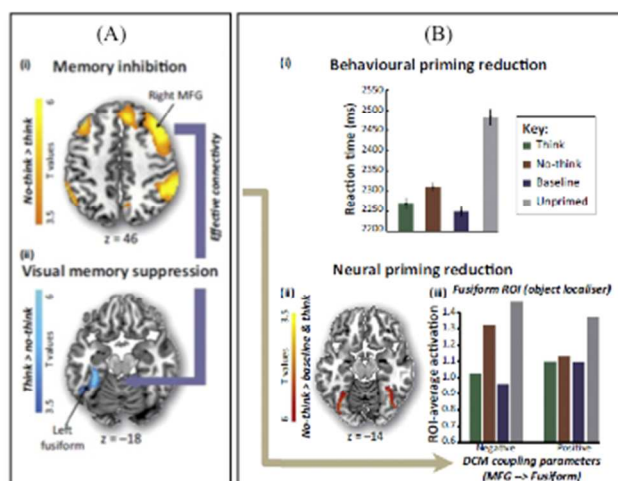 (A)
(i)
Memory inhibition
Right MFG
6
No-think > think
T values
3.5
z = 46
Effective connectivity
(ii)
Visual memory suppression
6
Think > no-think
T values
3.5
Left
fusiform
z = –18
(B)
(i)
Behavioural priming reduction
Reaction time (ms)
2550
2500
2450
2400
2350
2300
2250
2200
Key:
Think
No-think
Baseline
Unprimed
Neural priming reduction
3.5
T values
6
No-think > baseline & think
z = –14
Fusiform ROI (object localiser)
ROI-average activation
1.4
1.3
1.2
1.1
1.0
0.9
0.8
0.7
0.6
Negative
Positive
DCM coupling parameters
(MFG --> Fusiform)